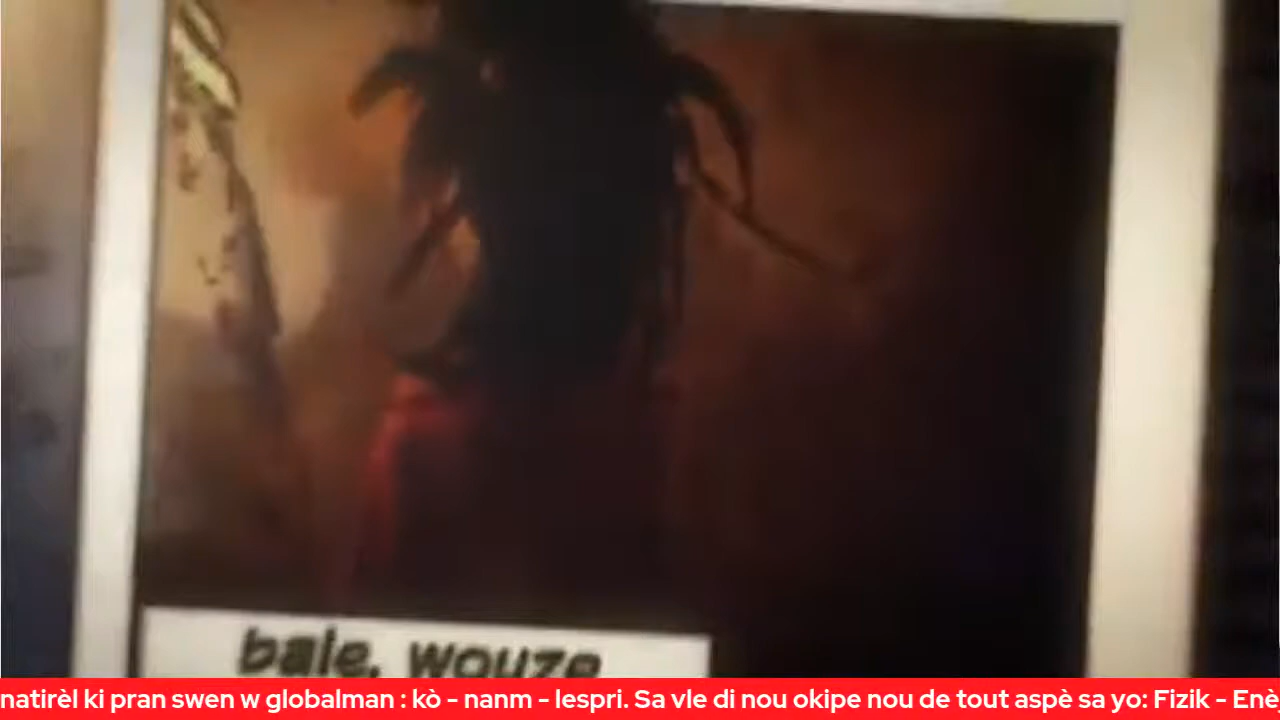 bale, wouze
natirèl ki pran swen w globalman : kò - nanm - lespri. Sa vle di nou okipe nou de tout aspè sa yo: Fizik - Enè